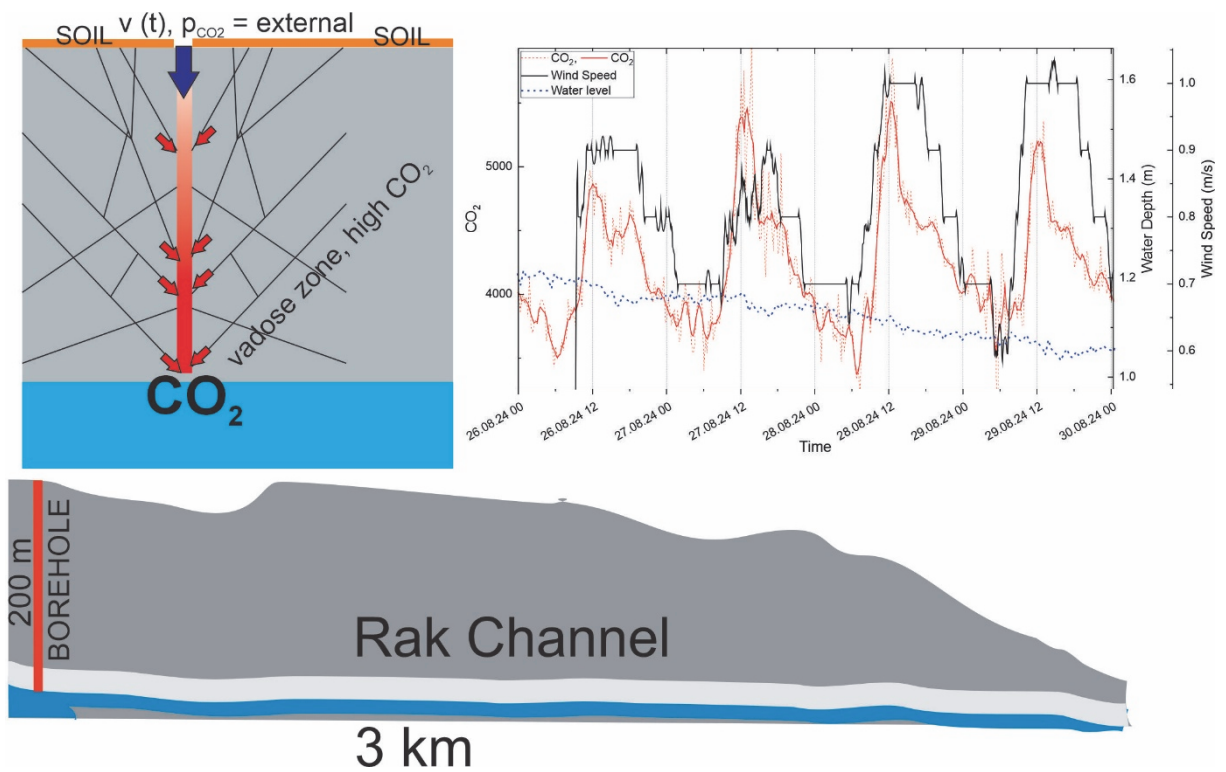 SOIL v (t), p_CO2 = external SOIL
vadose zone, high CO2
CO2
CO2, CO2
Wind Speed
Water level
CO2
5000
4000
Water Depth (m)
1.6
1.4
1.2
1.0
Wind Speed (m/s)
1.0
0.9
0.8
0.7
0.6
26.08.24 00
26.08.24 12
27.08.24 00
27.08.24 12
28.08.24 00
28.08.24 12
29.08.24 00
29.08.24 12
30.08.24 00
Time
200 m
BOREHOLE
Rak Channel
3 km